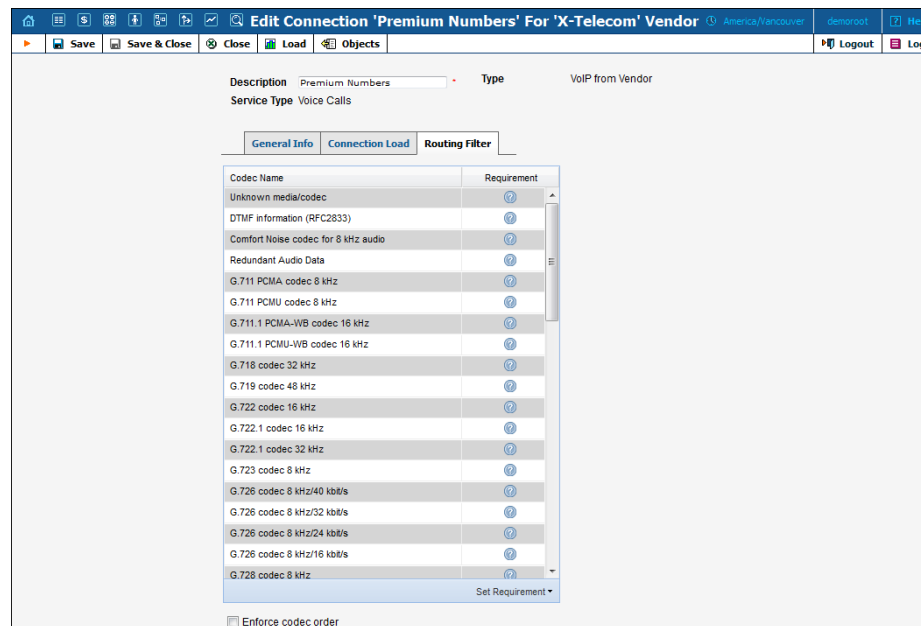 Edit Connection 'Premium Numbers' For 'X-Telecom' Vendor America/Vancouver demoroot ? He
Save Save & Close Close Load Objects Logout Lo
Description Premium Numbers * Type VoIP from Vendor
Service Type Voice Calls
General Info Connection Load Routing Filter
Codec Name Requirement
Unknown media/codec ?
DTMF information (RFC2833) ?
Comfort Noise codec for 8 kHz audio ?
Redundant Audio Data ?
G.711 PCMA codec 8 kHz ?
G.711 PCMU codec 8 kHz ?
G.711.1 PCMA-WB codec 16 kHz ?
G.711.1 PCMU-WB codec 16 kHz ?
G.718 codec 32 kHz ?
G.719 codec 48 kHz ?
G.722 codec 16 kHz ?
G.722.1 codec 16 kHz ?
G.722.1 codec 32 kHz ?
G.723 codec 8 kHz ?
G.726 codec 8 kHz/40 kbit/s ?
G.726 codec 8 kHz/32 kbit/s ?
G.726 codec 8 kHz/24 kbit/s ?
G.726 codec 8 kHz/16 kbit/s ?
G.728 codec 8 kHz ?
Set Requirement
Enforce codec order